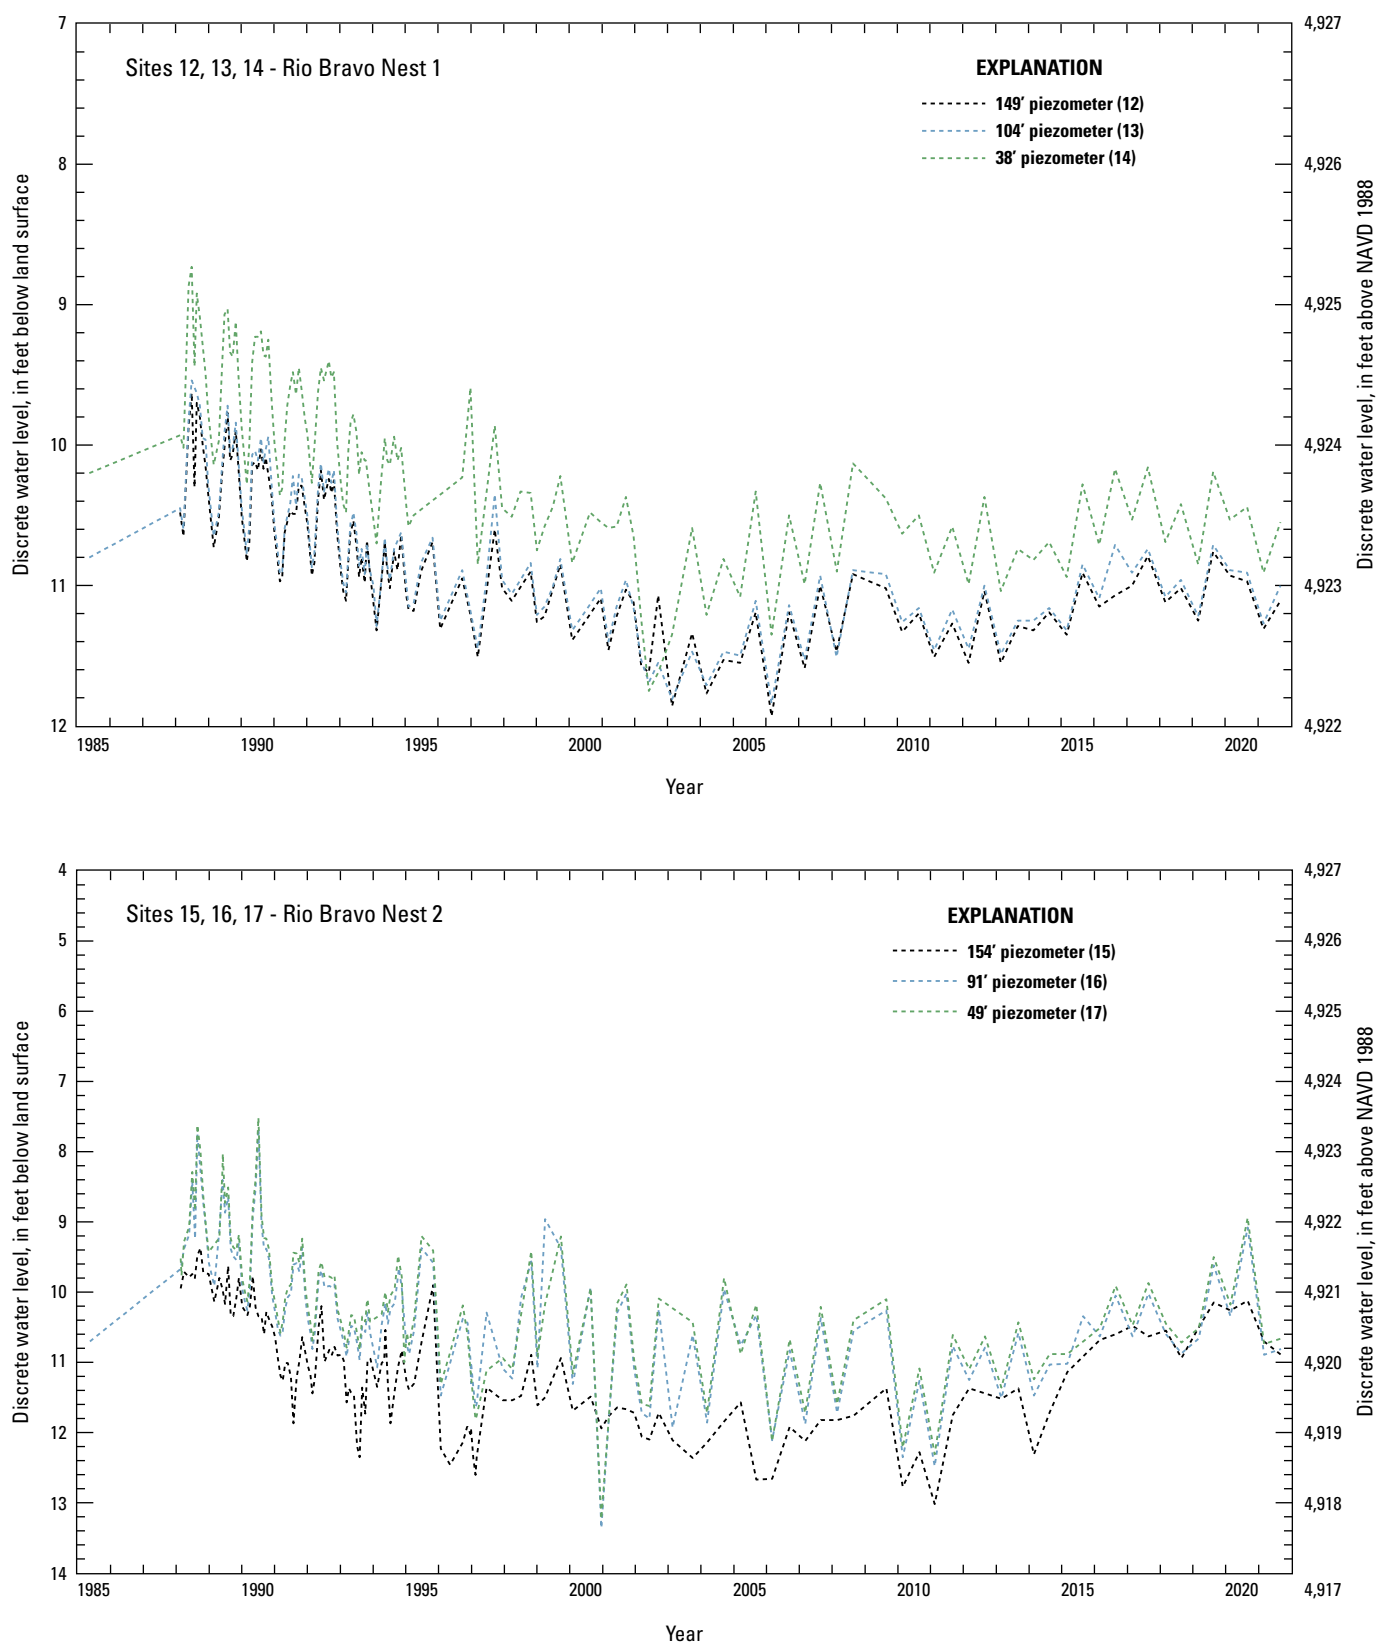 Sites 12, 13, 14 - Rio Bravo Nest 1
EXPLANATION
149′ piezometer (12)
104′ piezometer (13)
38′ piezometer (14)
Discrete water level, in feet below land surface
7
8
9
10
11
12
Discrete water level, in feet above NAVD 1988
4,927
4,926
4,925
4,924
4,923
4,922
1985 1990 1995 2000 2005 2010 2015 2020
Year
Sites 15, 16, 17 - Rio Bravo Nest 2
EXPLANATION
154′ piezometer (15)
91′ piezometer (16)
49′ piezometer (17)
Discrete water level, in feet below land surface
4
5
6
7
8
9
10
11
12
13
14
Discrete water level, in feet above NAVD 1988
4,927
4,926
4,925
4,924
4,923
4,922
4,921
4,920
4,919
4,918
4,917
1985 1990 1995 2000 2005 2010 2015 2020
Year